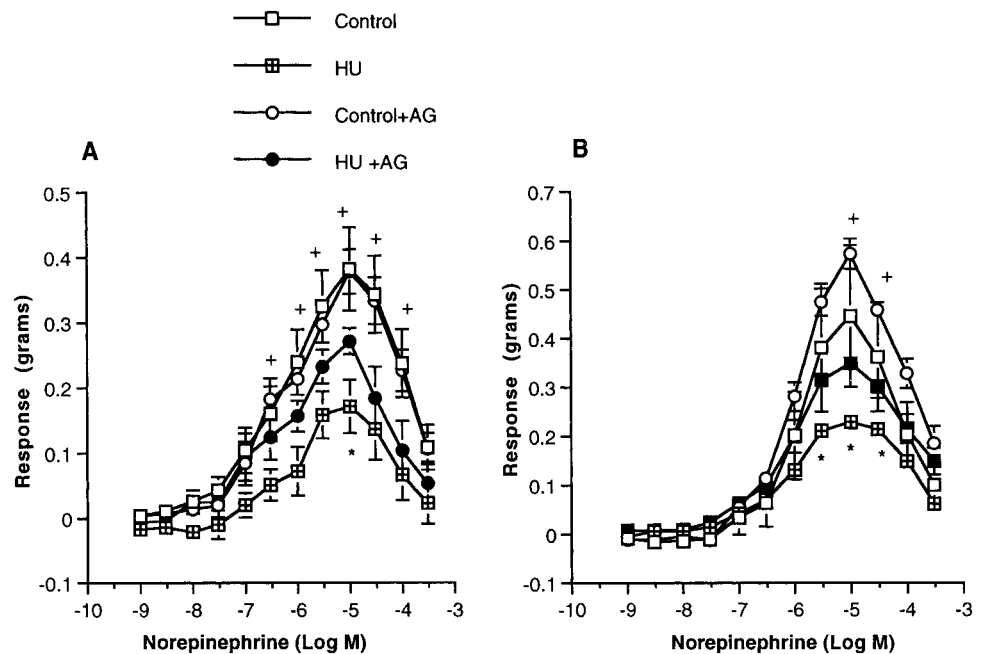 Control
HU
Control+AG
HU +AG
A
B
0.5
0.4
0.3
0.2
0.1
0
-0.1
Response (grams)
+ + + + + +
*
-10 -9 -8 -7 -6 -5 -4 -3
Norepinephrine (Log M)
0.7
0.6
0.5
0.4
0.3
0.2
0.1
0
-0.1
Response (grams)
+ +
* * *
-10 -9 -8 -7 -6 -5 -4 -3
Norepinephrine (Log M)